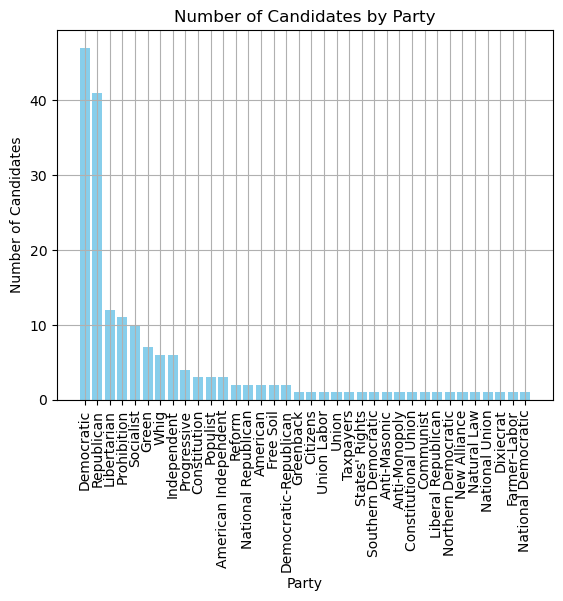 Number of Candidates by Party
Number of Candidates
40
30
20
10
0
Democratic
Republican
Libertarian
Prohibition
Socialist
Green
Whig
Independent
Progressive
Constitution
Populist
American Independent
Reform
National Republican
American
Free Soil
Democratic-Republican
Greenback
Citizens
Union Labor
Union
Taxpayers
States' Rights
Southern Democratic
Anti-Masonic
Anti-Monopoly
Constitutional Union
Communist
Liberal Republican
Northern Democratic
New Alliance
Natural Law
National Union
Dixiecrat
Farmer–Labor
National Democratic
Party